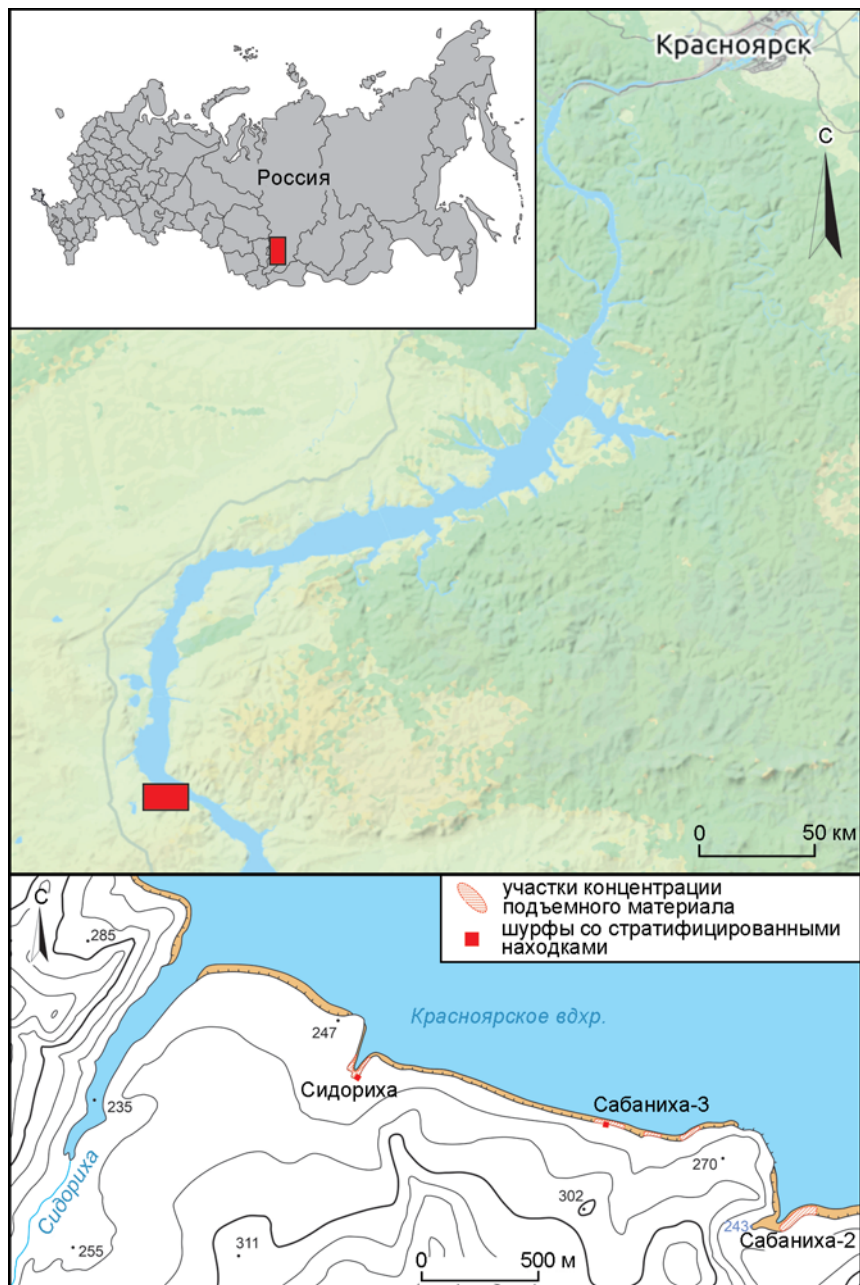 Красноярск
С
Россия
0 50 км
С
участки концентрации
подъемного материала
шурфы со стратифицированными
находками
285
Красноярское вдхр.
247
Сидориха
Сабаниха-3
235
270
Сидориха
302
243
Сабаниха-2
255
311
0 500 м